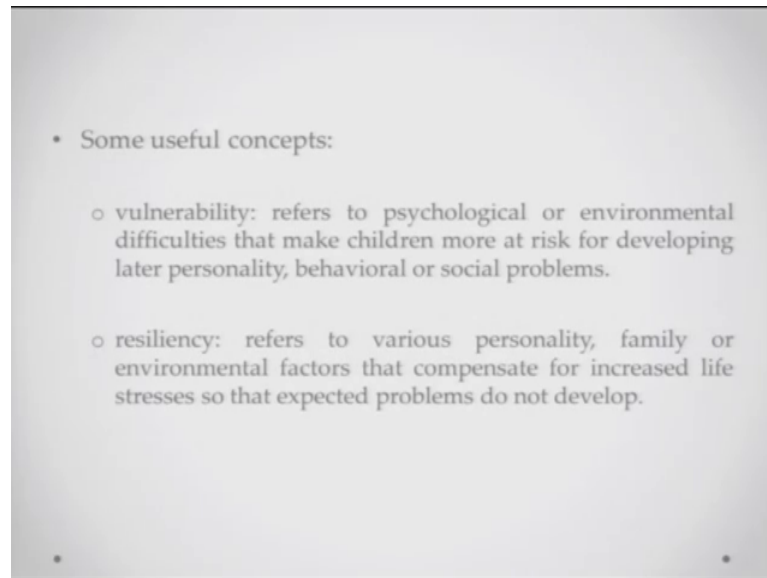 • Some useful concepts:
o vulnerability: refers to psychological or environmental
difficulties that make children more at risk for developing
later personality, behavioral or social problems.
o resiliency: refers to various personality, family or
environmental factors that compensate for increased life
stresses so that expected problems do not develop.